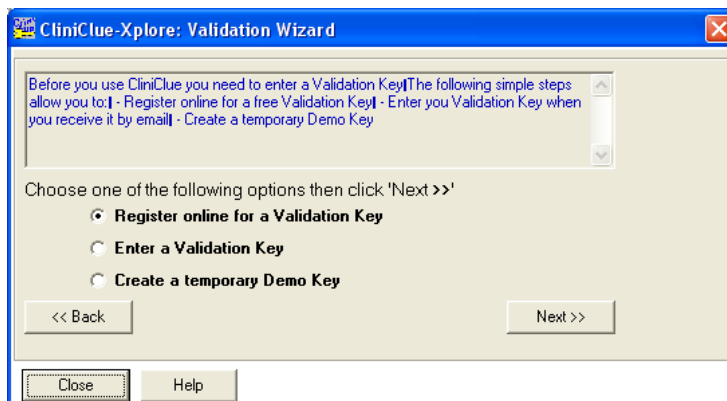 CliniClue-Xplore: Validation Wizard
Before you use CliniClue you need to enter a Validation Key|The following simple steps
allow you to:| - Register online for a free Validation Key| - Enter you Validation Key when
you receive it by email| - Create a temporary Demo Key
Choose one of the following options then click 'Next >>'
Register online for a Validation Key
Enter a Validation Key
Create a temporary Demo Key
<< Back
Next >>
Close
Help